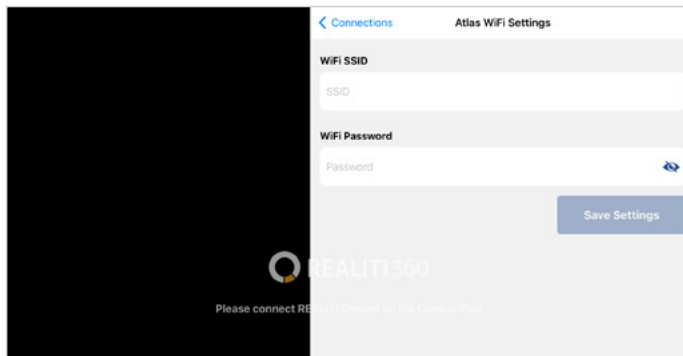 Connections
Atlas WiFi Settings
WiFi SSID
SSID
WiFi Password
Password
Save Settings
REALITi360
Please connect REALITi Control on the Control iPad